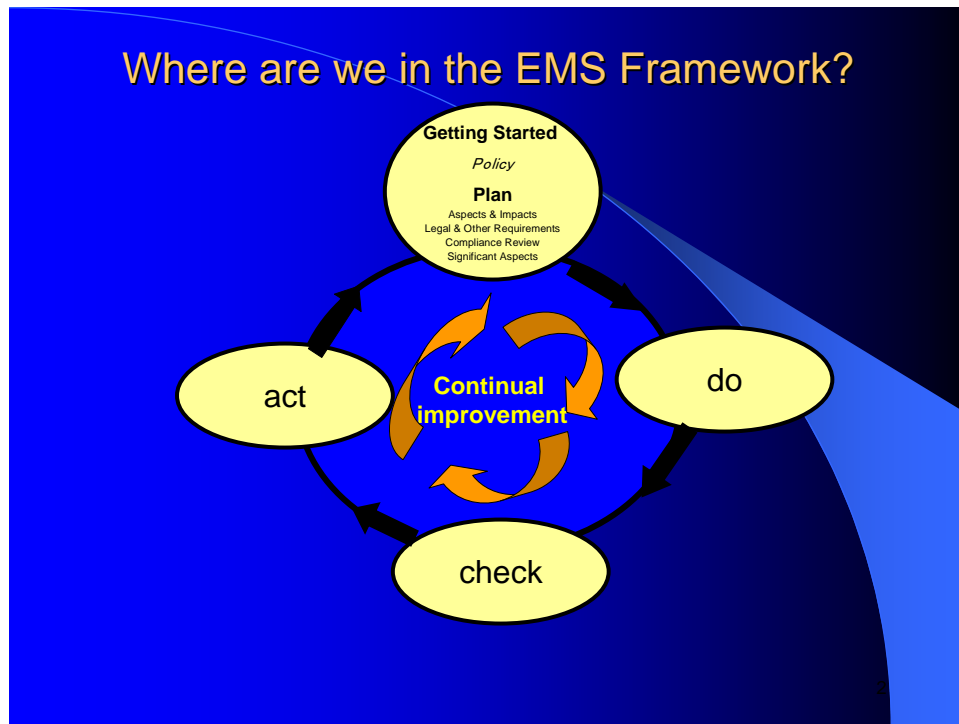 Where are we in the EMS Framework?
Getting Started
Policy
Plan
Aspects & Impacts
Legal & Other Requirements
Compliance Review
Significant Aspects
act
Continual
improvement
do
check